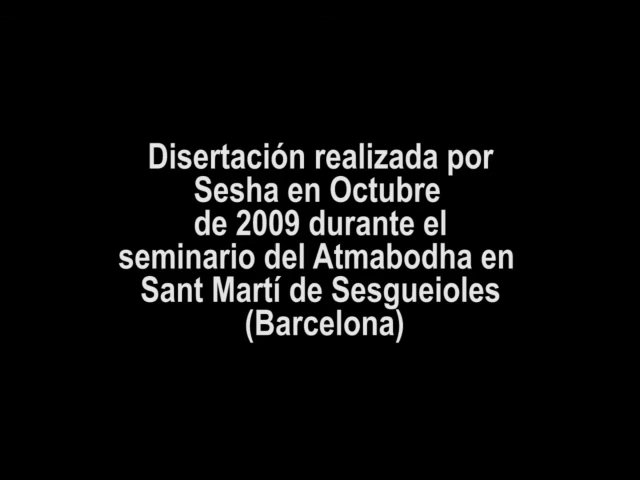 Disertación realizada por
Sesha en Octubre
de 2009 durante el
seminario del Atmabodha en
Sant Martí de Sesgueioles
(Barcelona)